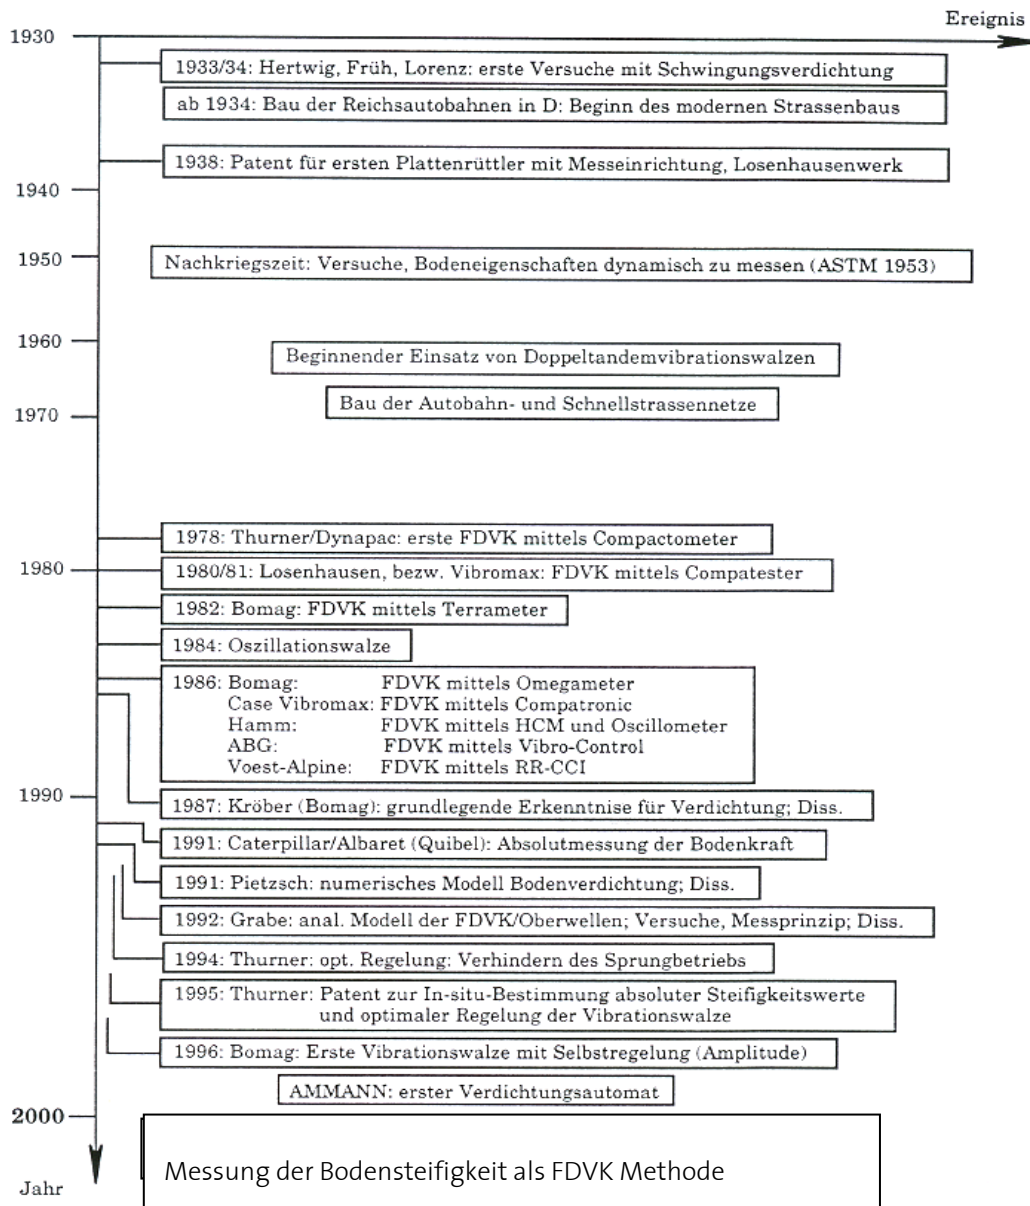 Ereignis
1930
1933/34: Hertwig, Früh, Lorenz: erste Versuche mit Schwingungsverdichtung
ab 1934: Bau der Reichsautobahnen in D: Beginn des modernen Strassenbaus
1938: Patent für ersten Plattenrüttler mit Messeinrichtung, Losenhausenwerk
1940
1950
Nachkriegszeit: Versuche, Bodeneigenschaften dynamisch zu messen (ASTM 1953)
1960
Beginnender Einsatz von Doppeltandemvibrationswalzen
Bau der Autobahn- und Schnellstrassennetze
1970
1978: Thurner/Dynapac: erste FDVK mittels Compactometer
1980
1980/81: Losenhausen, bezw. Vibromax: FDVK mittels Compatester
1982: Bomag: FDVK mittels Terrameter
1984: Oszillationswalze
1986: Bomag: FDVK mittels Omegameter
Case Vibromax: FDVK mittels Compatronic
Hamm: FDVK mittels HCM und Oscillometer
ABG: FDVK mittels Vibro-Control
Voest-Alpine: FDVK mittels RR-CCI
1990
1987: Kröber (Bomag): grundlegende Erkenntnise für Verdichtung; Diss.
1991: Caterpillar/Albaret (Quibel): Absolutmessung der Bodenkraft
1991: Pietzsch: numerisches Modell Bodenverdichtung; Diss.
1992: Grabe: anal. Modell der FDVK/Oberwellen; Versuche, Messprinzip; Diss.
1994: Thurner: opt. Regelung: Verhindern des Sprungbetriebs
1995: Thurner: Patent zur In-situ-Bestimmung absoluter Steifigkeitswerte
und optimaler Regelung der Vibrationswalze
1996: Bomag: Erste Vibrationswalze mit Selbstregelung (Amplitude)
AMMANN: erster Verdichtungsautomat
2000
Messung der Bodensteifigkeit als FDVK Methode
Jahr